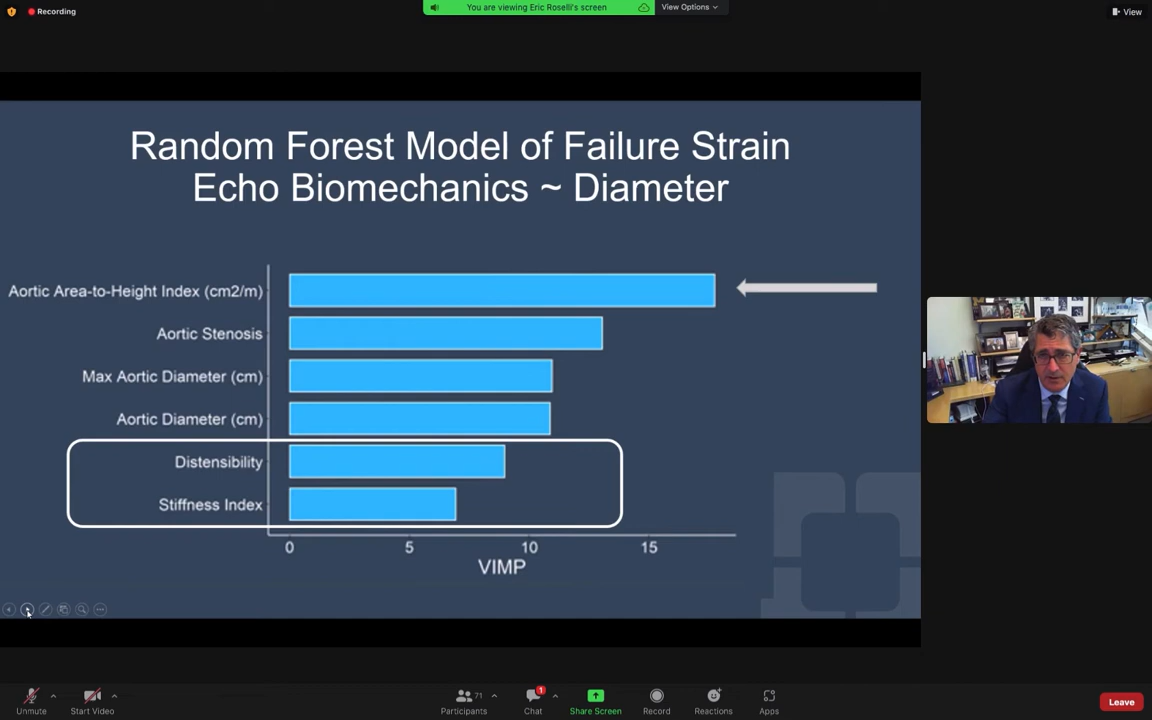 Recording
You are viewing Eric Roselli's screen
View Options
View
Random Forest Model of Failure Strain
Echo Biomechanics ~ Diameter
Aortic Area-to-Height Index (cm2/m)
Aortic Stenosis
Max Aortic Diameter (cm)
Aortic Diameter (cm)
Distensibility
Stiffness Index
0 5 10 15
VIMP
Unmute
Start Video
71
Participants
1
Chat
Share Screen
Record
Reactions
Apps
Leave